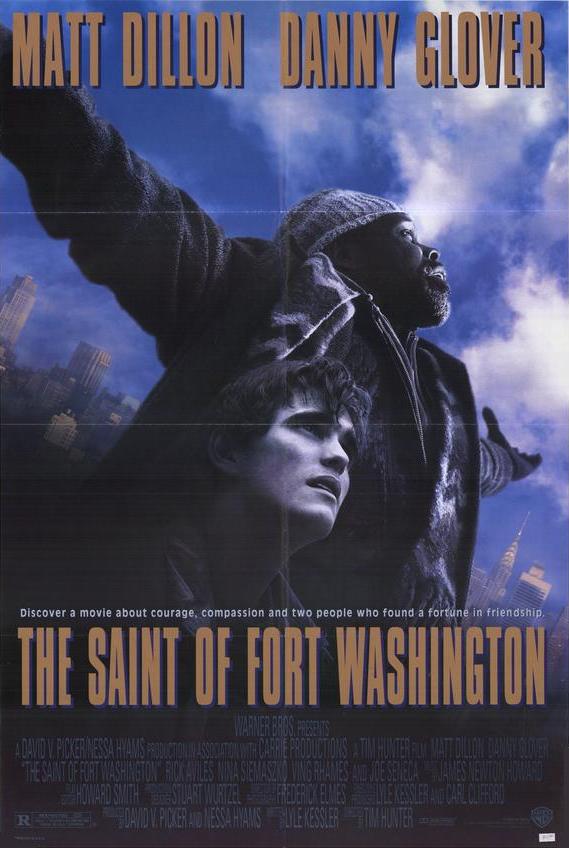 MATT DILLON DANNY GLOVER
Discover a movie about courage, compassion and two people who found a fortune in friendship.
THE SAINT OF FORT WASHINGTON
WARNER BROS. PRESENTS
A DAVID V. PICKER/NESSA HYAMS PRODUCTION IN ASSOCIATION WITH CARRIE PRODUCTIONS A TIM HUNTER FILM MATT DILLON DANNY GLOVER
"THE SAINT OF FORT WASHINGTON" RICK AVILES NINA SIEMASZKO VING RHAMES AND JOE SENECA JAMES NEWTON HOWARD
HOWARD SMITH STUART WURTZEL FREDERICK ELMES LYLE KESSLER AND CARL CLIFFORD
DAVID V. PICKER AND NESSA HYAMS LYLE KESSLER TIM HUNTER
R